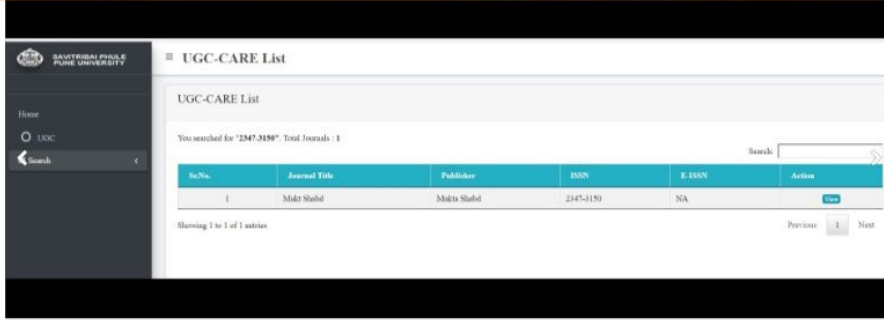 SAVITRIBAI PHULE
PUNE UNIVERSITY
≡ UGC-CARE List
UGC-CARE List
Home
UGC
You searched for "2347-3150". Total Journals : 1
Search
Search:
Sr.No. Journal Title Publisher ISSN E-ISSN Action
1 Mukt Shabd Mukta Shabd 2347-3150 NA View
Showing 1 to 1 of 1 entries
Previous 1 Next